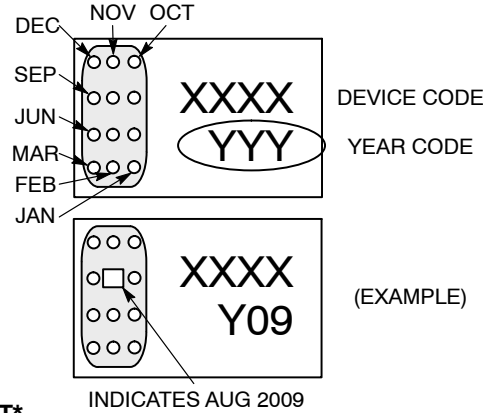 DEC NOV OCT
SEP
XXXX DEVICE CODE
JUN
YYY YEAR CODE
MAR
FEB
JAN
XXXX
(EXAMPLE)
Y09
INDICATES AUG 2009
T*